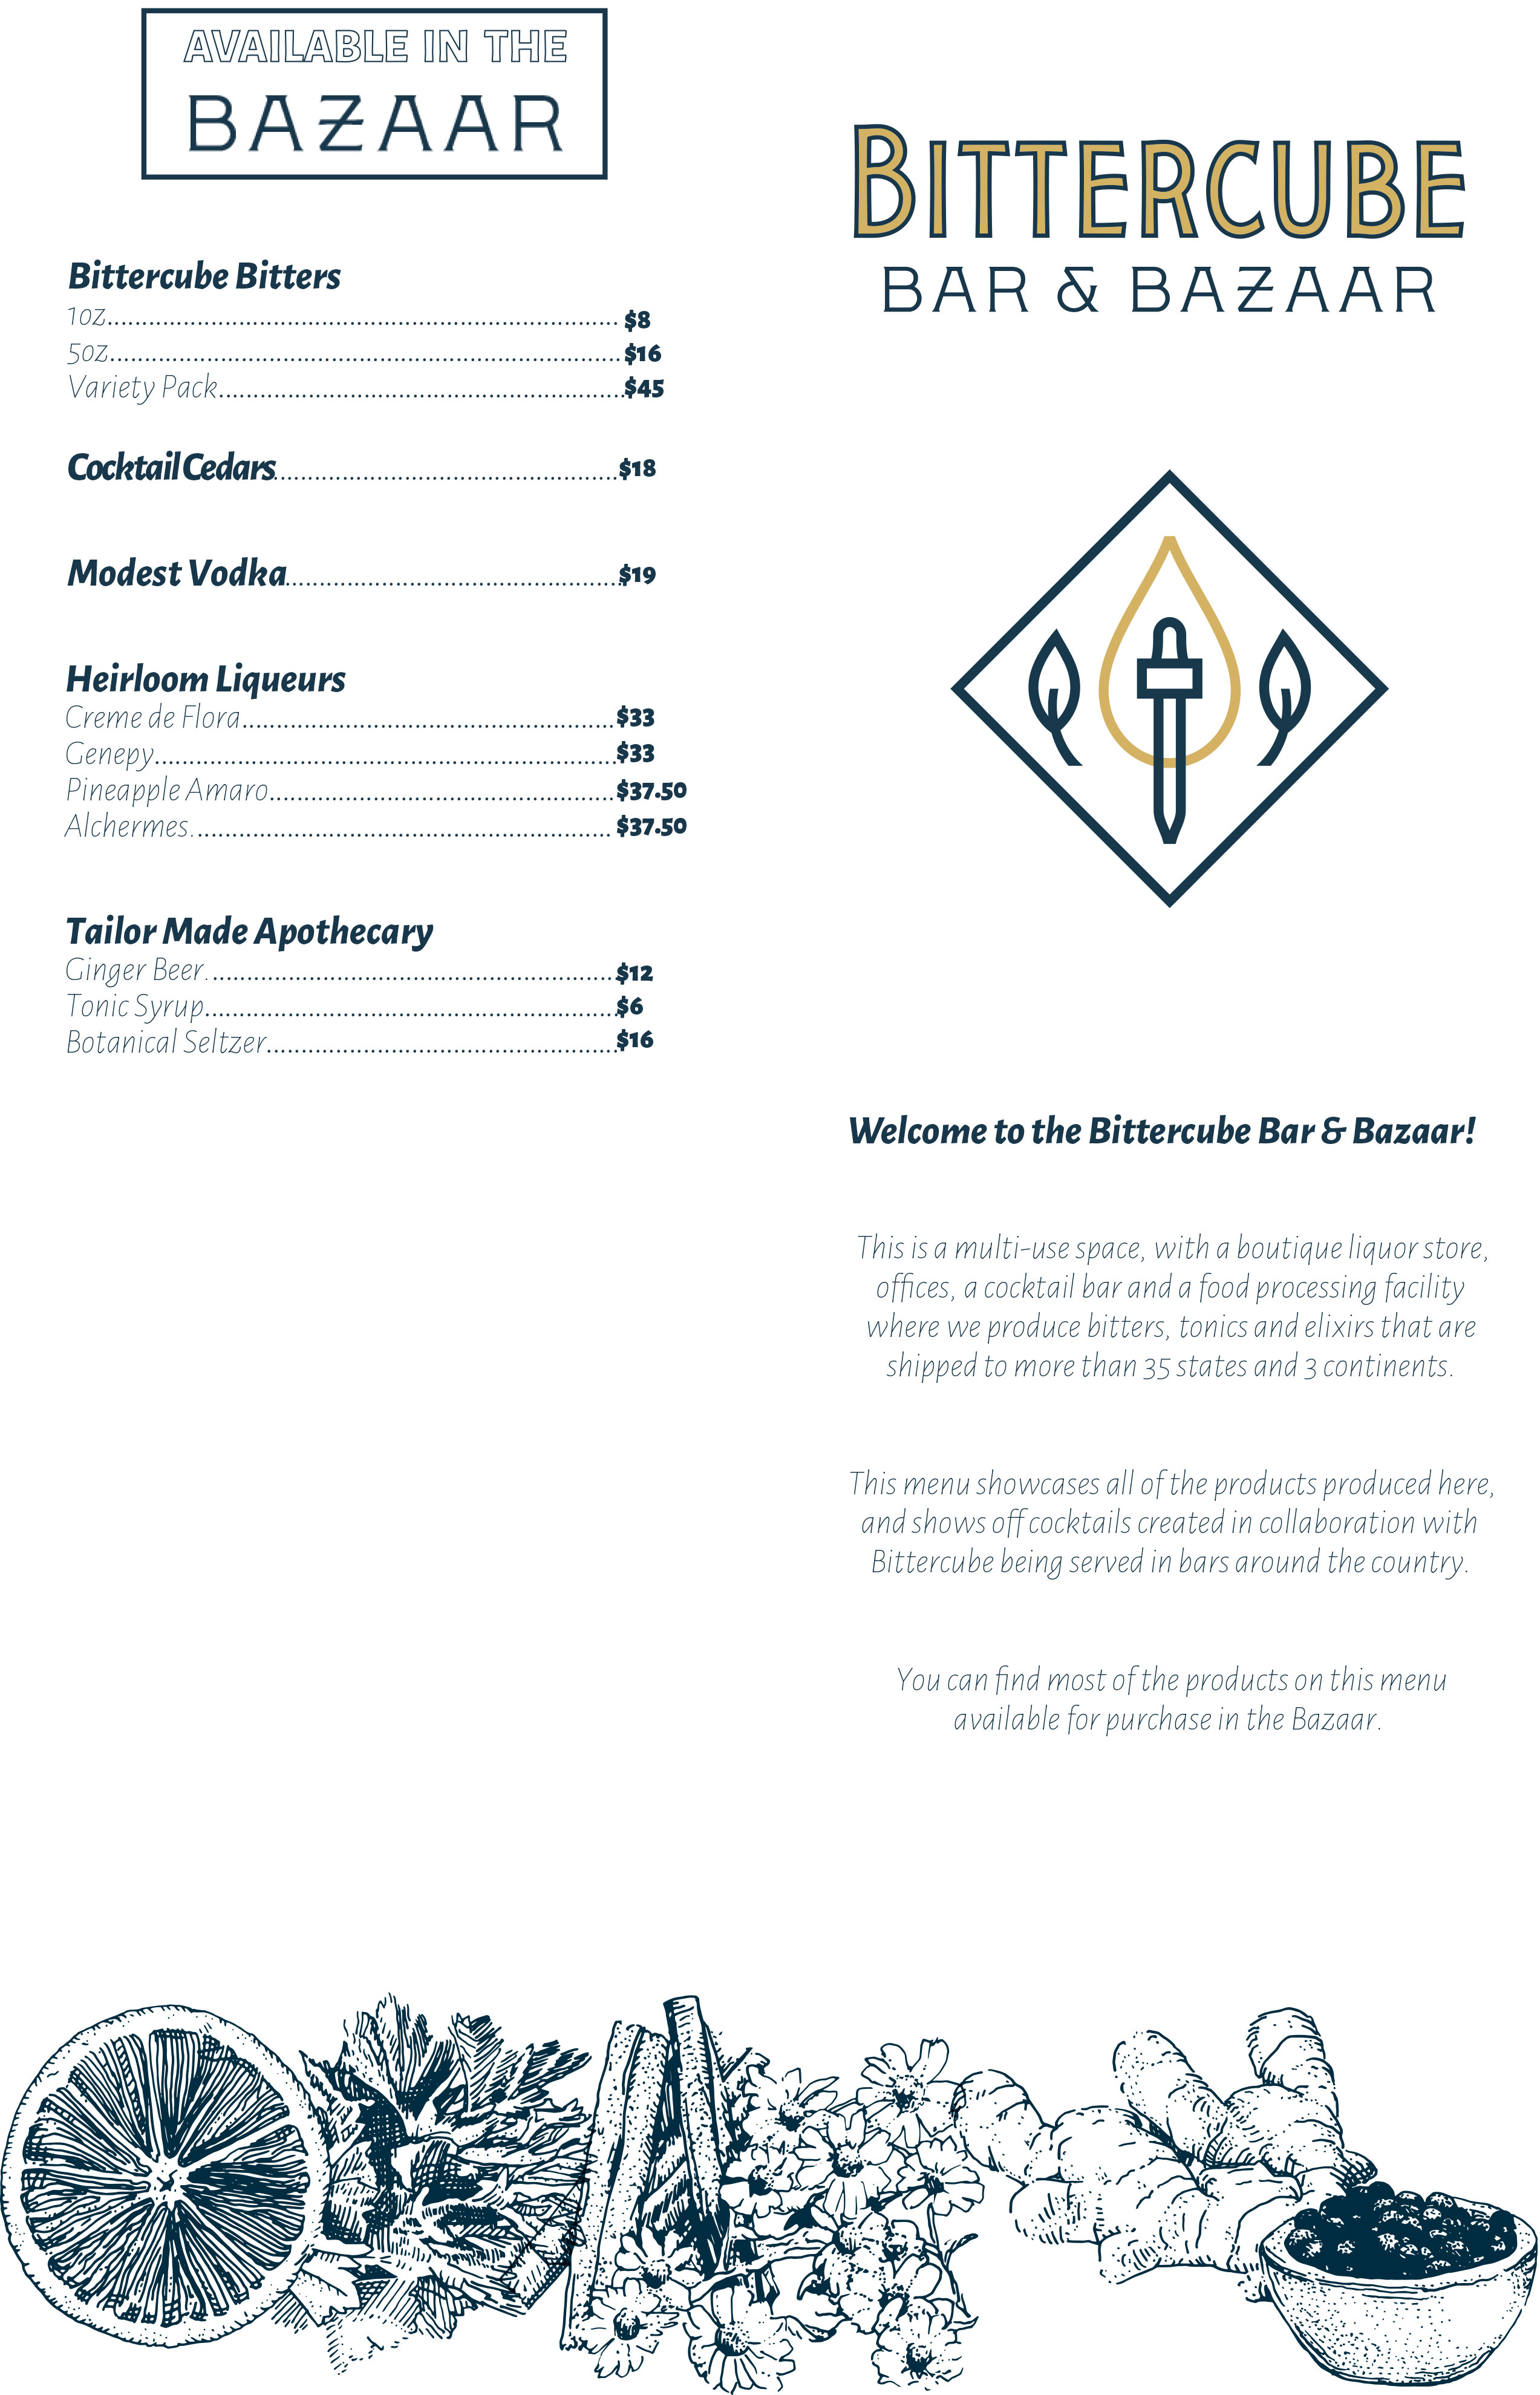 AVAILABLE IN THE
BAZAAR
Bittercube Bitters
1oz........................................................................... $8
5oz........................................................................... $16
Variety Pack............................................................$45
Cocktail Cedars..................................................$18
Modest Vodka.................................................$19
Heirloom Liqueurs
Creme de Flora......................................................$33
Genepy...................................................................$33
Pineapple Amaro..................................................$37.50
Alchermes............................................................. $37.50
Tailor Made Apothecary
Ginger Beer...........................................................$12
Tonic Syrup............................................................$6
Botanical Seltzer...................................................$16
BITTERCUBE
BAR & BAZAAR
Welcome to the Bittercube Bar & Bazaar!
This is a multi-use space, with a boutique liquor store,
offices, a cocktail bar and a food processing facility
where we produce bitters, tonics and elixirs that are
shipped to more than 35 states and 3 continents.
This menu showcases all of the products produced here,
and shows off cocktails created in collaboration with
Bittercube being served in bars around the country.
You can find most of the products on this menu
available for purchase in the Bazaar.